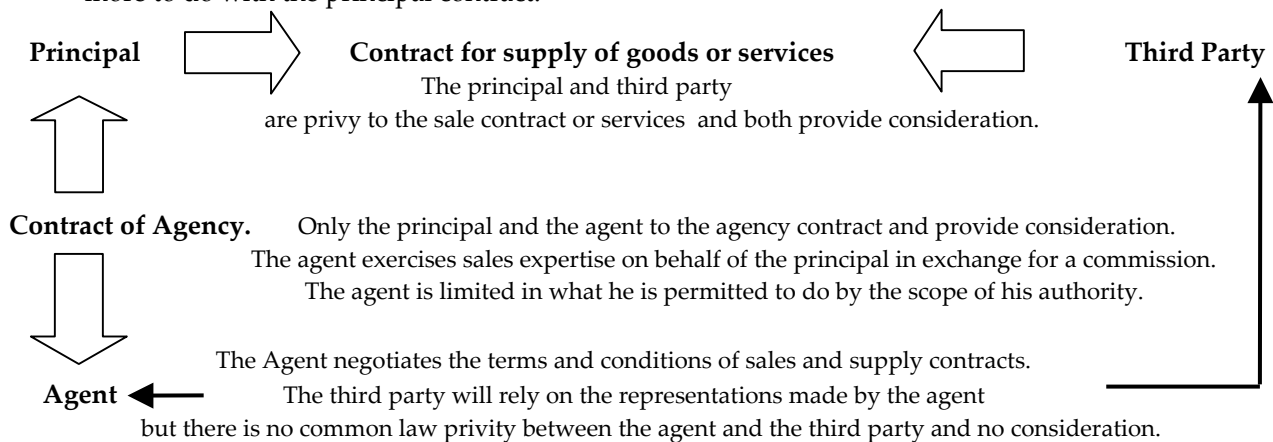 more to do with the principal contract.
Principal Contract for supply of goods or services Third Party
The principal and third party
are privy to the sale contract or services and both provide consideration.
Contract of Agency. Only the principal and the agent to the agency contract and provide consideration.
The agent exercises sales expertise on behalf of the principal in exchange for a commission.
The agent is limited in what he is permitted to do by the scope of his authority.
The Agent negotiates the terms and conditions of sales and supply contracts.
Agent The third party will rely on the representations made by the agent
but there is no common law privity between the agent and the third party and no consideration.